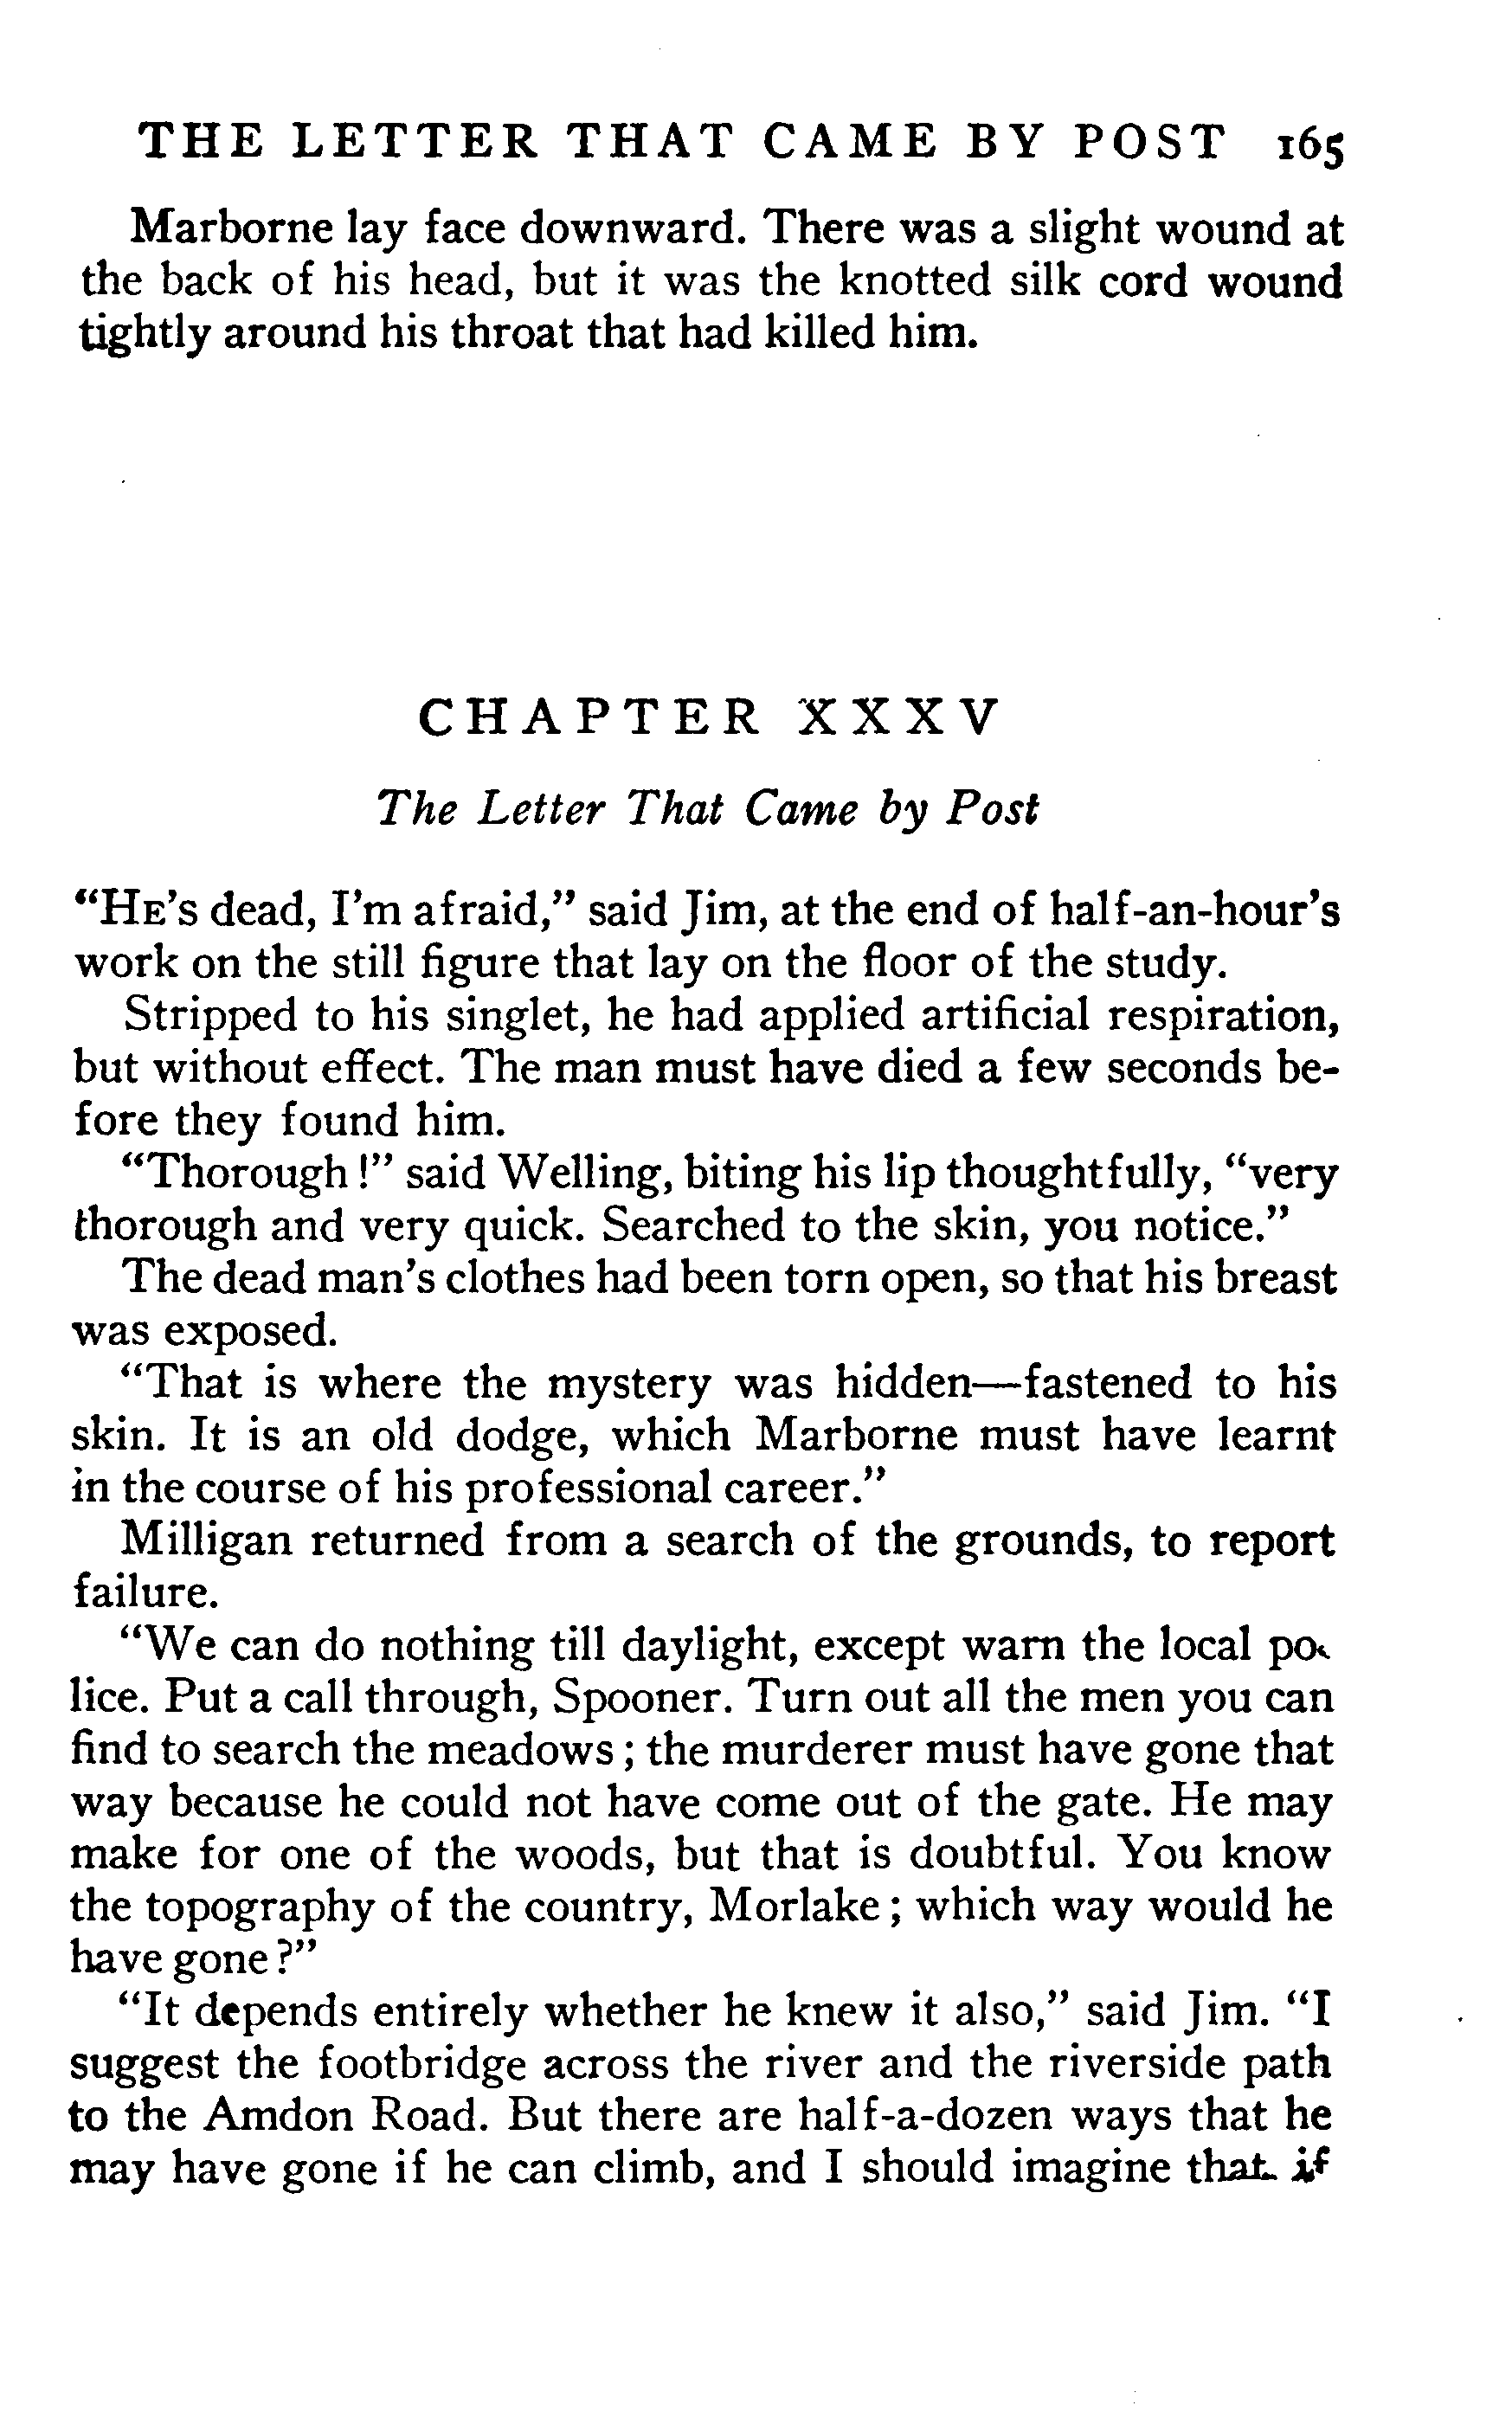 THE LETTER THAT CAME BY POST 165
Marborne lay face downward. There was a slight wound at
the back of his head, but it was the knotted silk cord wound
tightly around his throat that had killed him.
CHAPTER XXXV
The Letter That Came by Post
“HE’S dead, I’m afraid,” said Jim, at the end of half-an-hour’s
work on the still figure that lay on the floor of the study.
Stripped to his singlet, he had applied artificial respiration,
but without effect. The man must have died a few seconds be-
fore they found him.
“Thorough!” said Welling, biting his lip thoughtfully, “very
thorough and very quick. Searched to the skin, you notice.”
The dead man’s clothes had been torn open, so that his breast
was exposed.
“That is where the mystery was hidden—fastened to his
skin. It is an old dodge, which Marborne must have learnt
in the course of his professional career.”
Milligan returned from a search of the grounds, to report
failure.
“We can do nothing till daylight, except warn the local po-
lice. Put a call through, Spooner. Turn out all the men you can
find to search the meadows; the murderer must have gone that
way because he could not have come out of the gate. He may
make for one of the woods, but that is doubtful. You know
the topography of the country, Morlake; which way would he
have gone?”
“It depends entirely whether he knew it also,” said Jim. “I
suggest the footbridge across the river and the riverside path
to the Amdon Road. But there are half-a-dozen ways that he
may have gone if he can climb, and I should imagine that if